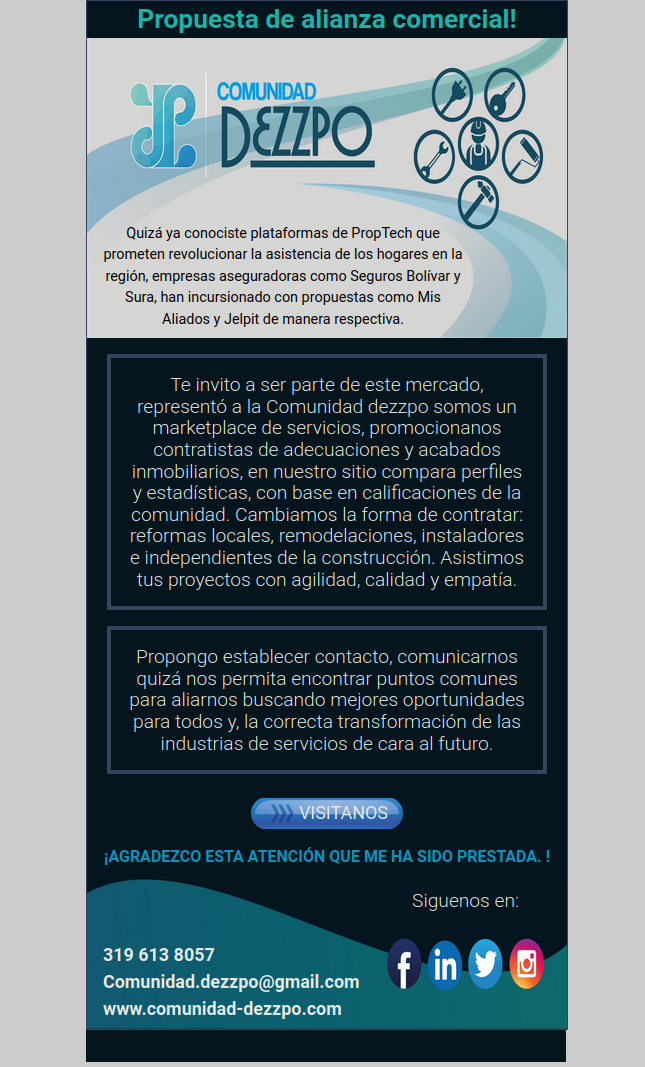 Propuesta de alianza comercial!
COMUNIDAD
DEZZPO
Quizá ya conociste plataformas de PropTech que
prometen revolucionar la asistencia de los hogares en la
región, empresas aseguradoras como Seguros Bolívar y
Sura, han incursionado con propuestas como Mis
Aliados y Jelpit de manera respectiva.
Te invito a ser parte de este mercado,
representó a la Comunidad dezzpo somos un
marketplace de servicios, promocionanos
contratistas de adecuaciones y acabados
inmobiliarios, en nuestro sitio compara perfiles
y estadísticas, con base en calificaciones de la
comunidad. Cambiamos la forma de contratar:
reformas locales, remodelaciones, instaladores
e independientes de la construcción. Asistimos
tus proyectos con agilidad, calidad y empatía.
Propongo establecer contacto, comunicarnos
quizá nos permita encontrar puntos comunes
para aliarnos buscando mejores oportunidades
para todos y, la correcta transformación de las
industrias de servicios de cara al futuro.
VISITANOS
¡AGRADEZCO ESTA ATENCIÓN QUE ME HA SIDO PRESTADA. !
Siguenos en:
319 613 8057
Comunidad.dezzpo@gmail.com
www.comunidad-dezzpo.com